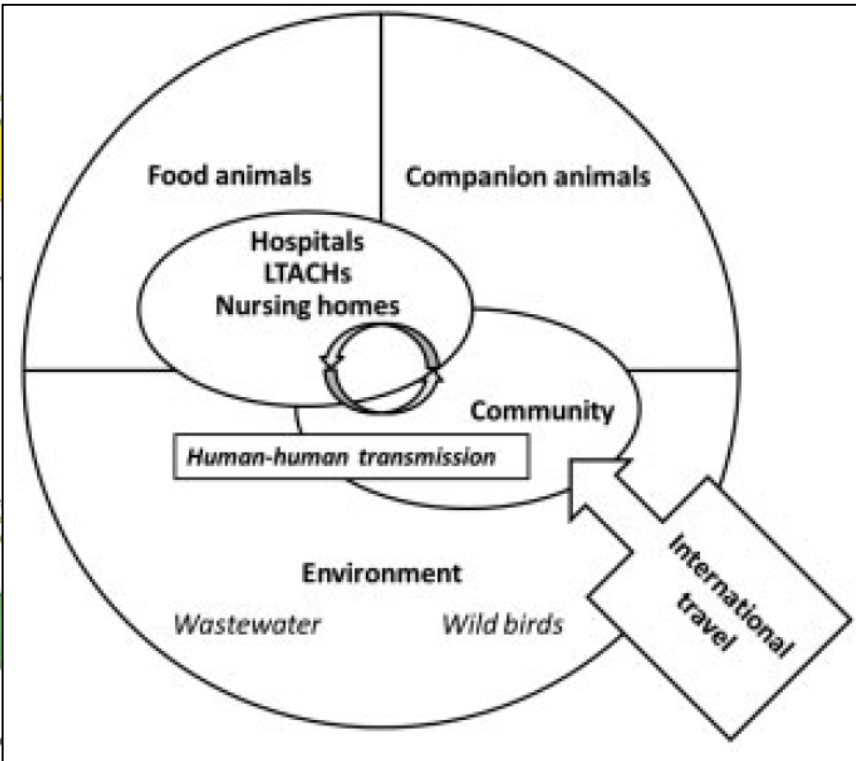 Food animals
Companion animals
Hospitals
LTACHs
Nursing homes
Community
Human-human transmission
International
travel
Environment
Wastewater
Wild birds